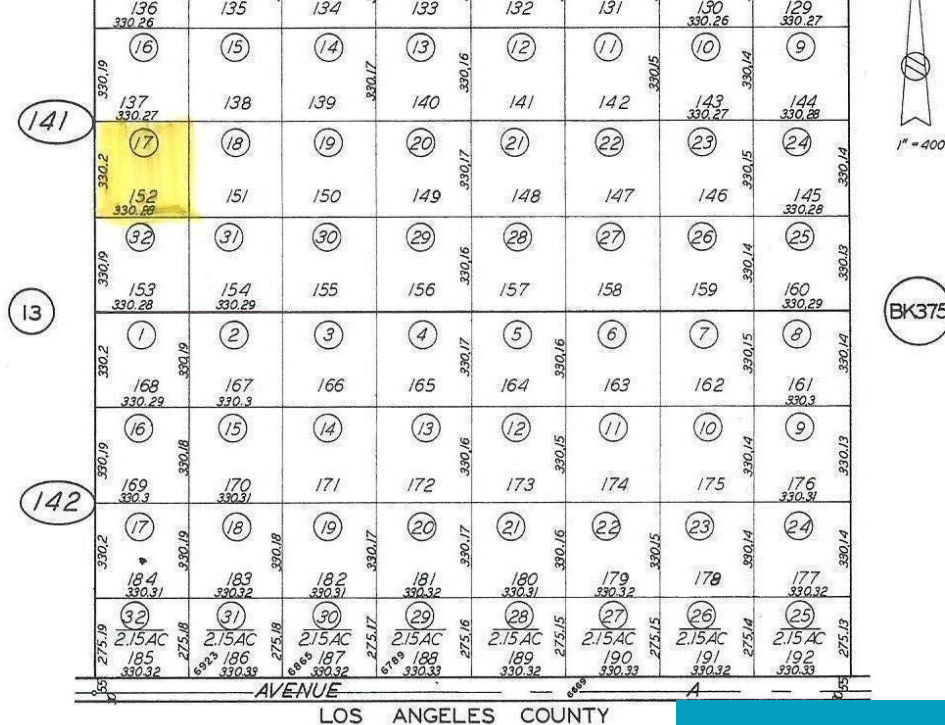 136 135 134 133 132 131 130 129
330.26 330.26 330.27
16 15 14 13 12 11 10 9
330.19 330.17 330.16 330.15 330.14
137 138 139 140 141 142 143 144
330.27 330.27 330.28
141
1" = 400
17 18 19 20 21 22 23 24
330.2 330.17 330.15 330.14
152 151 150 149 148 147 146 145
330.28 330.28
32 31 30 29 28 27 26 25
330.19 330.16 330.14 330.13
153 154 155 156 157 158 159 160
330.28 330.29 330.29
13
BK375
1 2 3 4 5 6 7 8
330.2 330.19 330.17 330.16 330.15 330.14
168 167 166 165 164 163 162 161
330.29 330.3 330.3
16 15 14 13 12 11 10 9
330.19 330.18 330.16 330.15 330.14 330.13
169 170 171 172 173 174 175 176
330.3 330.31 330.31
142
17 18 19 20 21 22 23 24
330.2 330.19 330.18 330.17 330.17 330.16 330.15 330.14 330.14
184 183 182 181 180 179 178 177
330.31 330.32 330.31 330.32 330.31 330.32 330.32
32 31 30 29 28 27 26 25
2.15AC 2.15AC 2.15AC 2.15AC 2.15AC 2.15AC 2.15AC 2.15AC
275.19 275.18 275.18 275.17 275.16 275.15 275.15 275.14 275.13
185 186 187 188 189 190 191 192
6923 6865 6789
330.32 330.33 330.32 330.33 330.32 330.33 330.32 330.33
55 AVENUE 6669 A 55
LOS ANGELES COUNTY